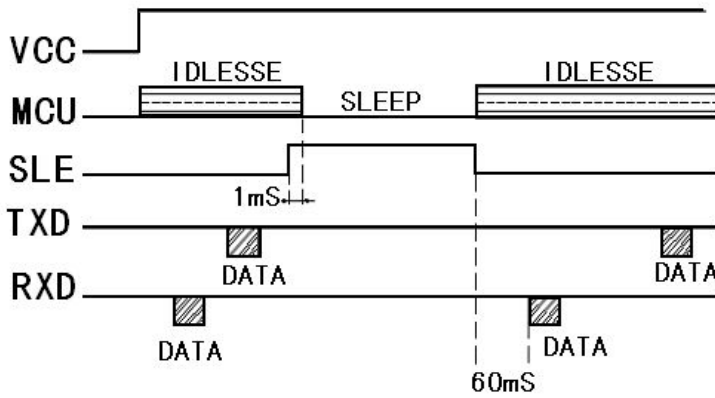 VCC
IDLESSE IDLESSE
MCU SLEEP
SLE
1mS
TXD
DATA DATA
RXD
DATA DATA
60mS